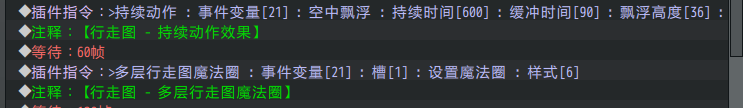 ◆插件指令:>持续动作 : 事件变量[21] : 空中飘浮 : 持续时间[600] : 缓冲时间[90] : 飘浮高度[36] :
◆注释:【行走图 - 持续动作效果】
◆等待:60帧
◆插件指令:>多层行走图魔法圈 : 事件变量[21] : 槽[1] : 设置魔法圈 : 样式[6]
◆注释:【行走图 - 多层行走图魔法圈】